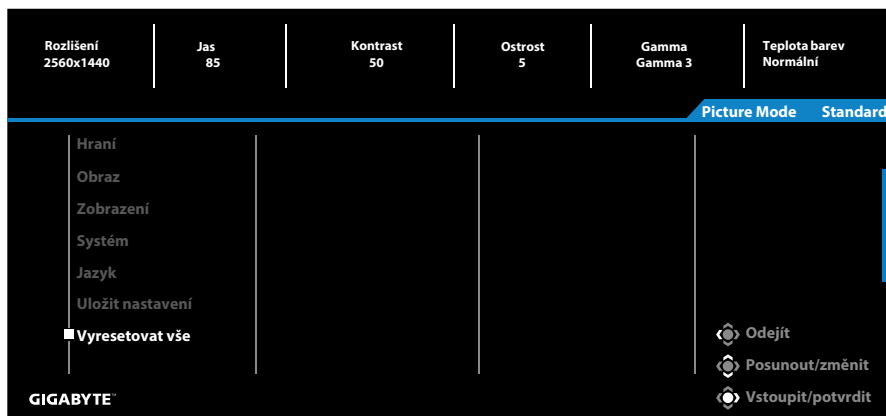 Rozlišení Jas Kontrast Ostrost Gamma Teplota barev
2560x1440 85 50 5 Gamma 3 Normální
Picture Mode Standard
Hraní
Obraz
Zobrazení
Systém
Jazyk
Uložit nastavení
Vyresetovat vše
Odejít
Posunout/změnit
Vstoupit/potvrdit
GIGABYTE™